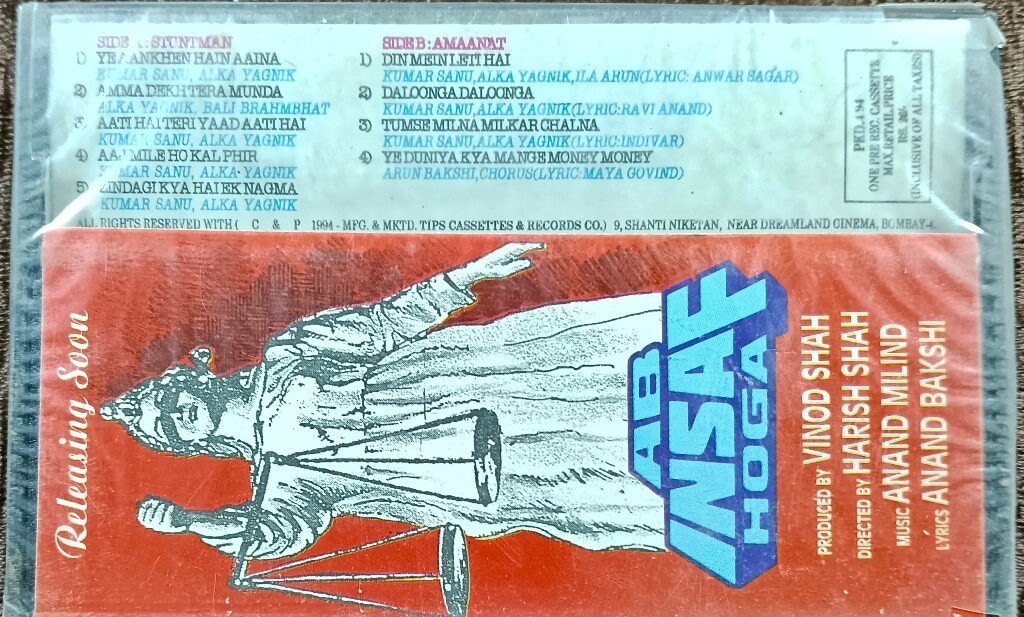 SIDE A : STUNTMAN
1) YE AANKHEN HAIN AAINA
KUMAR SANU, ALKA YAGNIK
2) AMMA DEKH TERA MUNDA
ALKA YAGNIK, BALI BRAHMBHAT
3) AATI HAI TERI YAAD AATI HAI
KUMAR SANU, ALKA YAGNIK
4) AAJ MILE HO KAL PHIR
KUMAR SANU, ALKA YAGNIK
5) ZINDAGI KYA HAI EK NAGMA
KUMAR SANU, ALKA YAGNIK
SIDE B : AMAANAT
1) DIN MEIN LETI HAI
KUMAR SANU, ALKA YAGNIK, ILA ARUN (LYRIC: ANWAR SAGAR)
2) DALOONGA DALOONGA
KUMAR SANU, ALKA YAGNIK (LYRIC: RAVI ANAND)
3) TUMSE MILNA MILKAR CHALNA
KUMAR SANU, ALKA YAGNIK (LYRIC: INDIVAR)
4) YE DUNIYA KYA MANGE MONEY MONEY
ARUN BAKSHI, CHORUS (LYRIC: MAYA GOVIND)
PKD. 4/94
ONE PRE REC. CASSETTE,
MAX. RETAIL PRICE
RS.
(INCLUSIVE OF ALL TAXES)
ALL RIGHTS RESERVED WITH ( C & P 1994 - MFG. & MKTD. TIPS CASSETTES & RECORDS CO.) 9, SHANTI NIKETAN, NEAR DREAMLAND CINEMA, BOMBAY-4.
Releasing Soon
AB
INSAF
HOGA
PRODUCED BY VINOD SHAH
DIRECTED BY HARISH SHAH
MUSIC ANAND MILIND
LYRICS ANAND BAKSHI